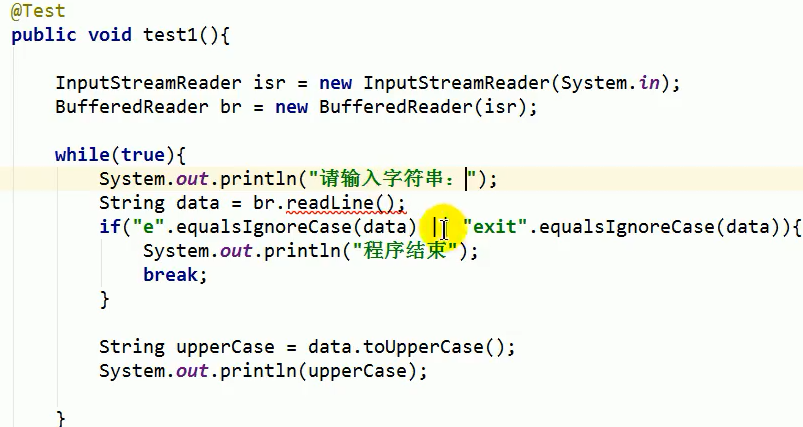 @Test
public void test1(){
InputStreamReader isr = new InputStreamReader(System.in);
BufferedReader br = new BufferedReader(isr);
while(true){
System.out.println("请输入字符串：");
String data = br.readLine();
if("e".equalsIgnoreCase(data) || "exit".equalsIgnoreCase(data)){
System.out.println("程序结束");
break;
}
String upperCase = data.toUpperCase();
System.out.println(upperCase);
}